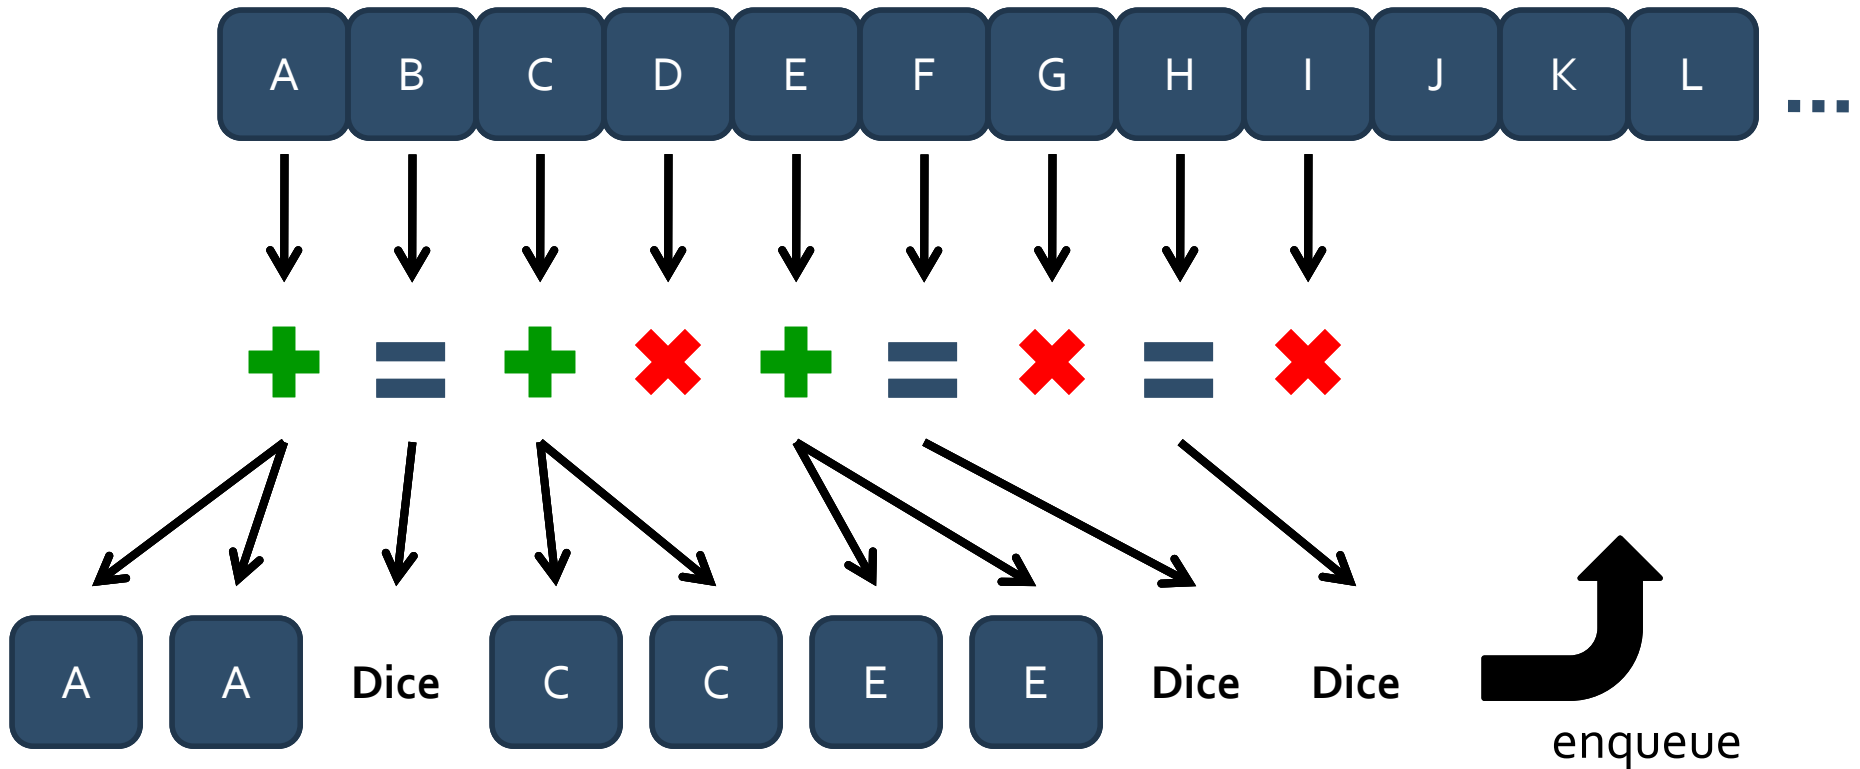 A B C D E F G H I J K L ...
+ = + × + = × = ×
A A Dice C C E E Dice Dice
enqueue